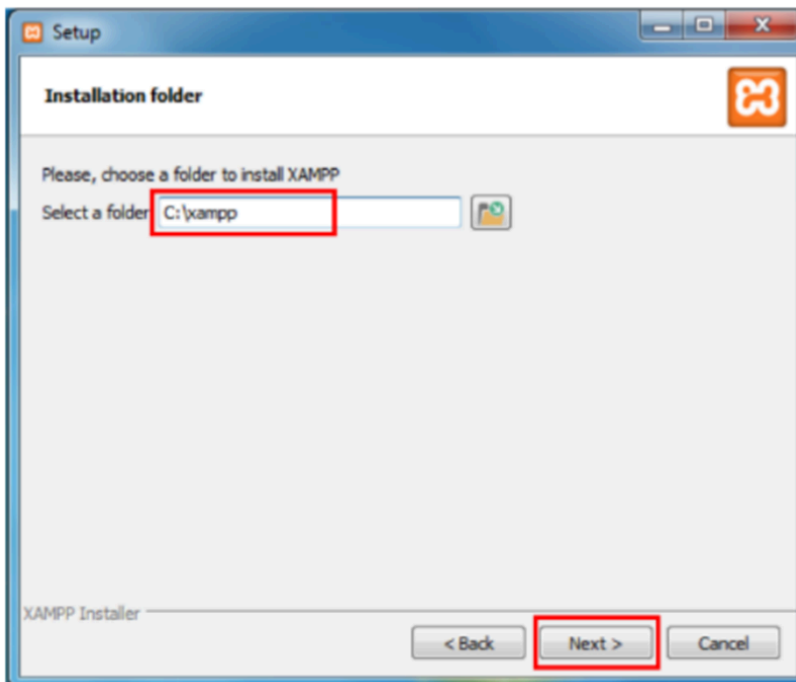 Setup
Installation folder
Please, choose a folder to install XAMPP
Select a folder C:\xampp
XAMPP Installer
< Back Next > Cancel